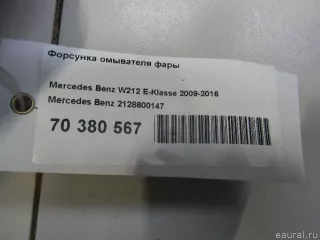 Форсунка омывателя фары
Mercedes Benz W212 E-Klasse 2009-2016
Mercedes Benz 2128600147
70 380 567
© eaural.ru